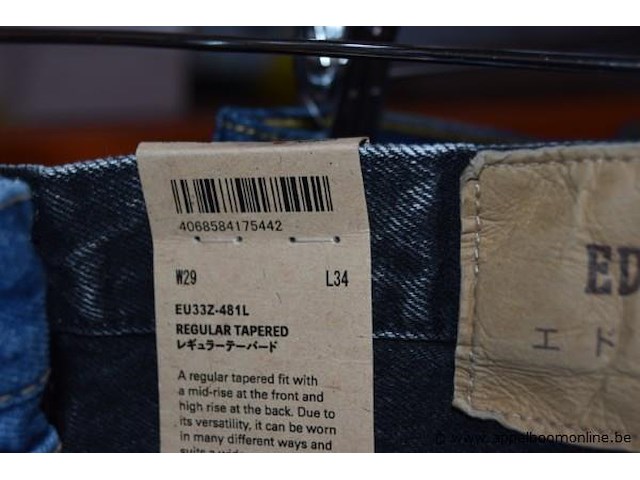 4068584175442
W29 L34
EU33Z-481L
REGULAR TAPERED
レギュラーテーパード
A regular tapered fit with
a mid-rise at the front and
high rise at the back. Due to
its versatility, it can be worn
in many different ways and
suits a
ED
エド
© www.appelboomonline.be